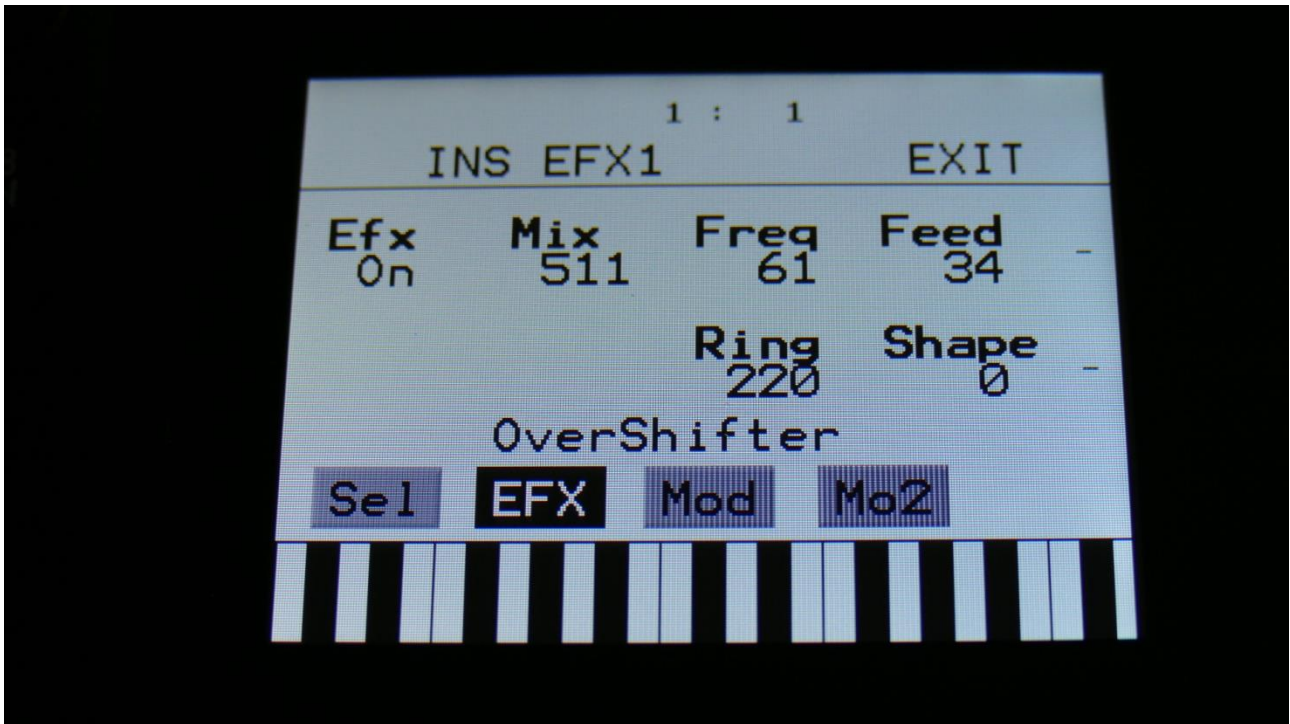 1 : 1
INS EFX1 EXIT
Efx Mix Freq Feed
On 511 61 34
Ring Shape
220 0
OverShifter
Sel EFX Mod Mo2